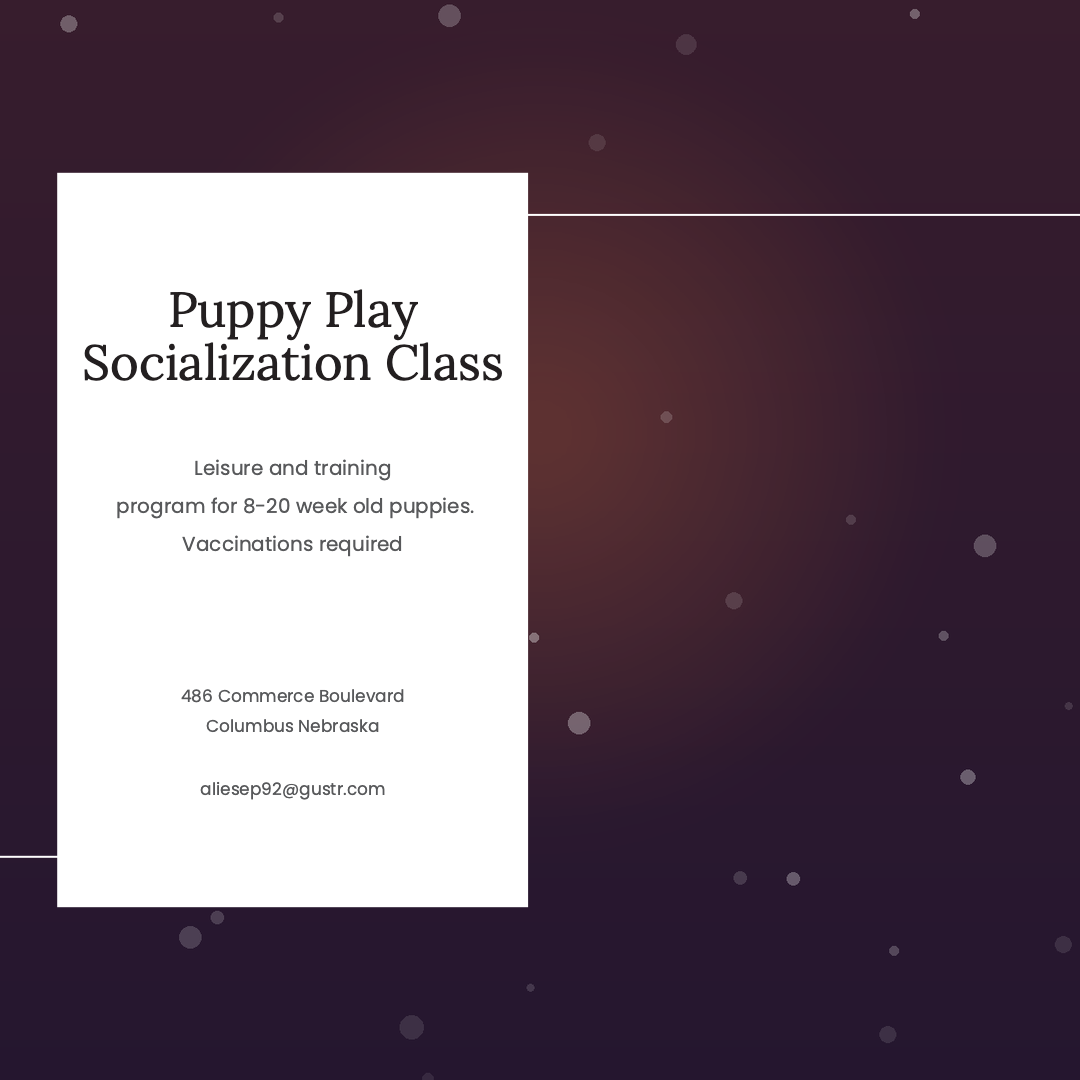 Puppy Play
Socialization Class
Leisure and training
program for 8-20 week old puppies.
Vaccinations required
486 Commerce Boulevard
Columbus Nebraska
aliesep92@gustr.com